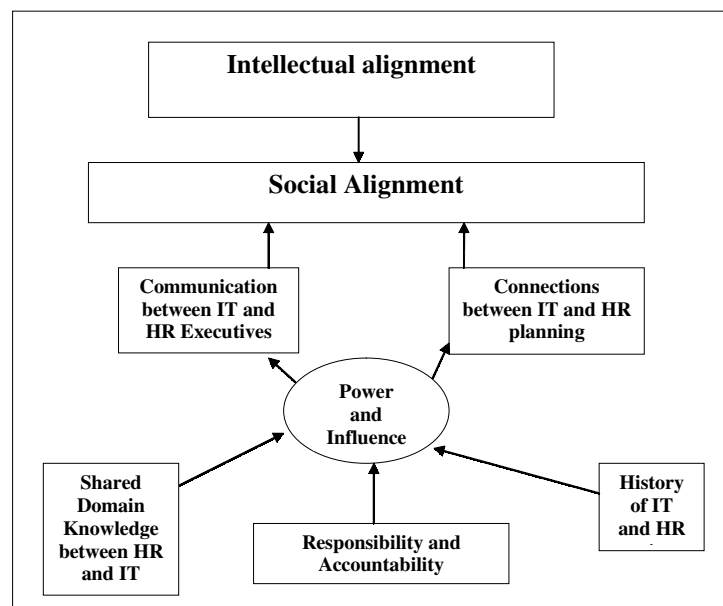 Intellectual alignment
Social Alignment
Communication
between IT and
HR Executives
Connections
between IT and HR
planning
Power
and
Influence
Shared
Domain
Knowledge
between HR
and IT
Responsibility and
Accountability
History
of IT
and HR